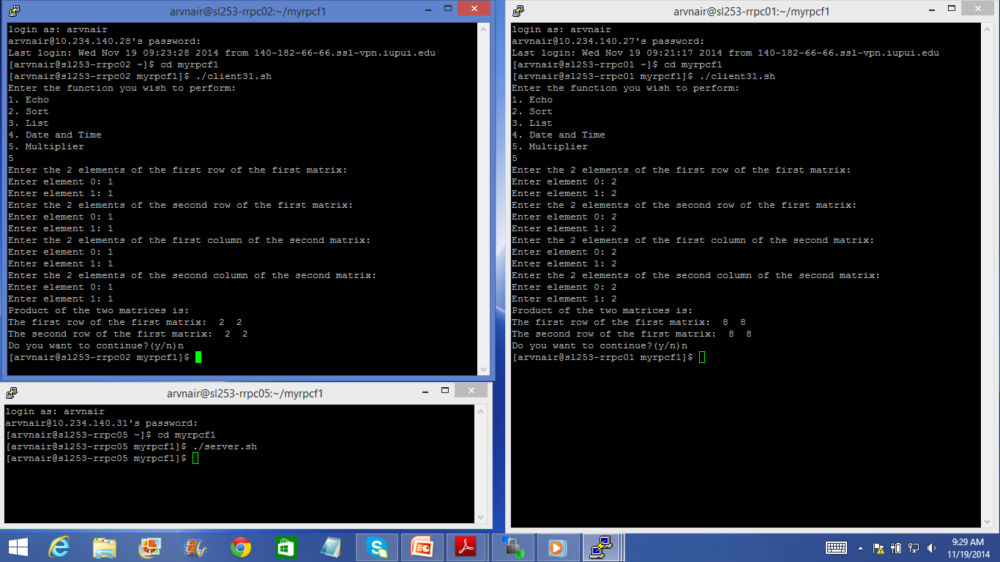 arvnair@sl253-rrpc02:~/myrpcf1
login as: arvnair
arvnair@10.234.140.28's password:
Last login: Wed Nov 19 09:23:28 2014 from 140-182-66-66.ssl-vpn.iupui.edu
[arvnair@sl253-rrpc02 ~]$ cd myrpcf1
[arvnair@sl253-rrpc02 myrpcf1]$ ./client31.sh
Enter the function you wish to perform:
1. Echo
2. Sort
3. List
4. Date and Time
5. Multiplier
5
Enter the 2 elements of the first row of the first matrix:
Enter element 0: 1
Enter element 1: 1
Enter the 2 elements of the second row of the first matrix:
Enter element 0: 1
Enter element 1: 1
Enter the 2 elements of the first column of the second matrix:
Enter element 0: 1
Enter element 1: 1
Enter the 2 elements of the second column of the second matrix:
Enter element 0: 1
Enter element 1: 1
Product of the two matrices is:
The first row of the first matrix:  2  2
The second row of the first matrix:  2  2
Do you want to continue?(y/n)n
[arvnair@sl253-rrpc02 myrpcf1]$
arvnair@sl253-rrpc01:~/myrpcf1
login as: arvnair
arvnair@10.234.140.27's password:
Last login: Wed Nov 19 09:21:17 2014 from 140-182-66-66.ssl-vpn.iupui.edu
[arvnair@sl253-rrpc01 ~]$ cd myrpcf1
[arvnair@sl253-rrpc01 myrpcf1]$ ./client31.sh
Enter the function you wish to perform:
1. Echo
2. Sort
3. List
4. Date and Time
5. Multiplier
5
Enter the 2 elements of the first row of the first matrix:
Enter element 0: 2
Enter element 1: 2
Enter the 2 elements of the second row of the first matrix:
Enter element 0: 2
Enter element 1: 2
Enter the 2 elements of the first column of the second matrix:
Enter element 0: 2
Enter element 1: 2
Enter the 2 elements of the second column of the second matrix:
Enter element 0: 2
Enter element 1: 2
Product of the two matrices is:
The first row of the first matrix:  8  8
The second row of the first matrix:  8  8
Do you want to continue?(y/n)n
[arvnair@sl253-rrpc01 myrpcf1]$
arvnair@sl253-rrpc05:~/myrpcf1
login as: arvnair
arvnair@10.234.140.31's password:
[arvnair@sl253-rrpc05 ~]$ cd myrpcf1
[arvnair@sl253-rrpc05 myrpcf1]$ ./server.sh
[arvnair@sl253-rrpc05 myrpcf1]$
9:29 AM
11/19/2014